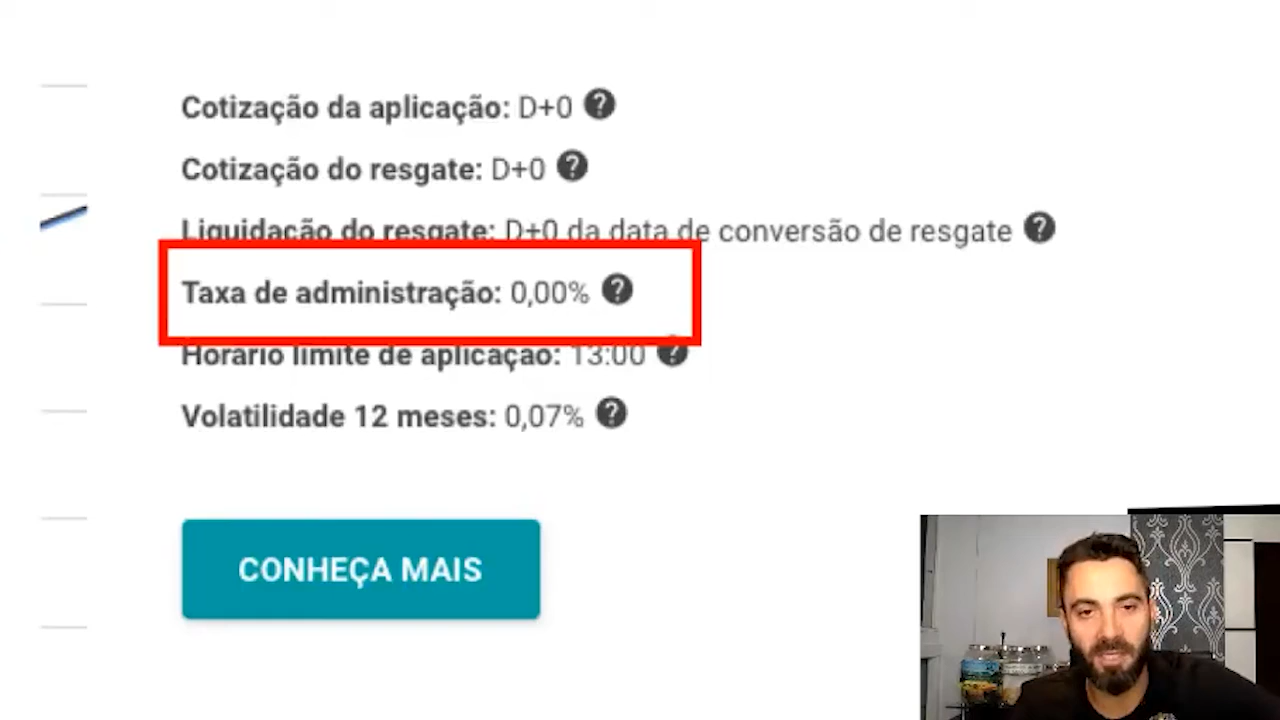 Cotização da aplicação: D+0 ?
Cotização do resgate: D+0 ?
Liquidação do resgate: D+0 da data de conversão de resgate ?
Taxa de administração: 0,00% ?
Horário limite de aplicação: 13:00 ?
Volatilidade 12 meses: 0,07% ?
CONHEÇA MAIS